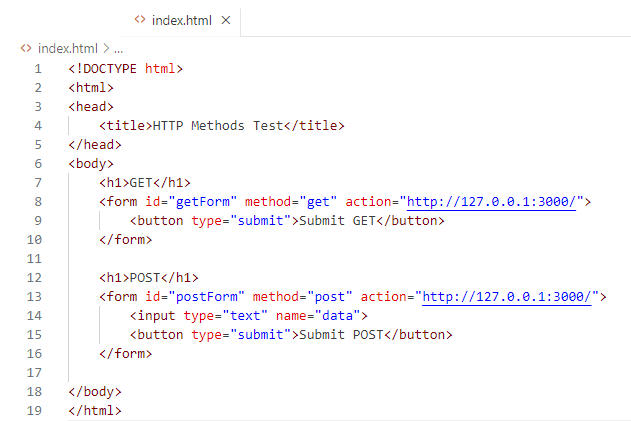 <> index.html ×
<> index.html > ...
1 <!DOCTYPE html>
2 <html>
3 <head>
4     <title>HTTP Methods Test</title>
5 </head>
6 <body>
7     <h1>GET</h1>
8     <form id="getForm" method="get" action="http://127.0.0.1:3000/">
9         <button type="submit">Submit GET</button>
10     </form>
11
12     <h1>POST</h1>
13     <form id="postForm" method="post" action="http://127.0.0.1:3000/">
14         <input type="text" name="data">
15         <button type="submit">Submit POST</button>
16     </form>
17
18 </body>
19 </html>